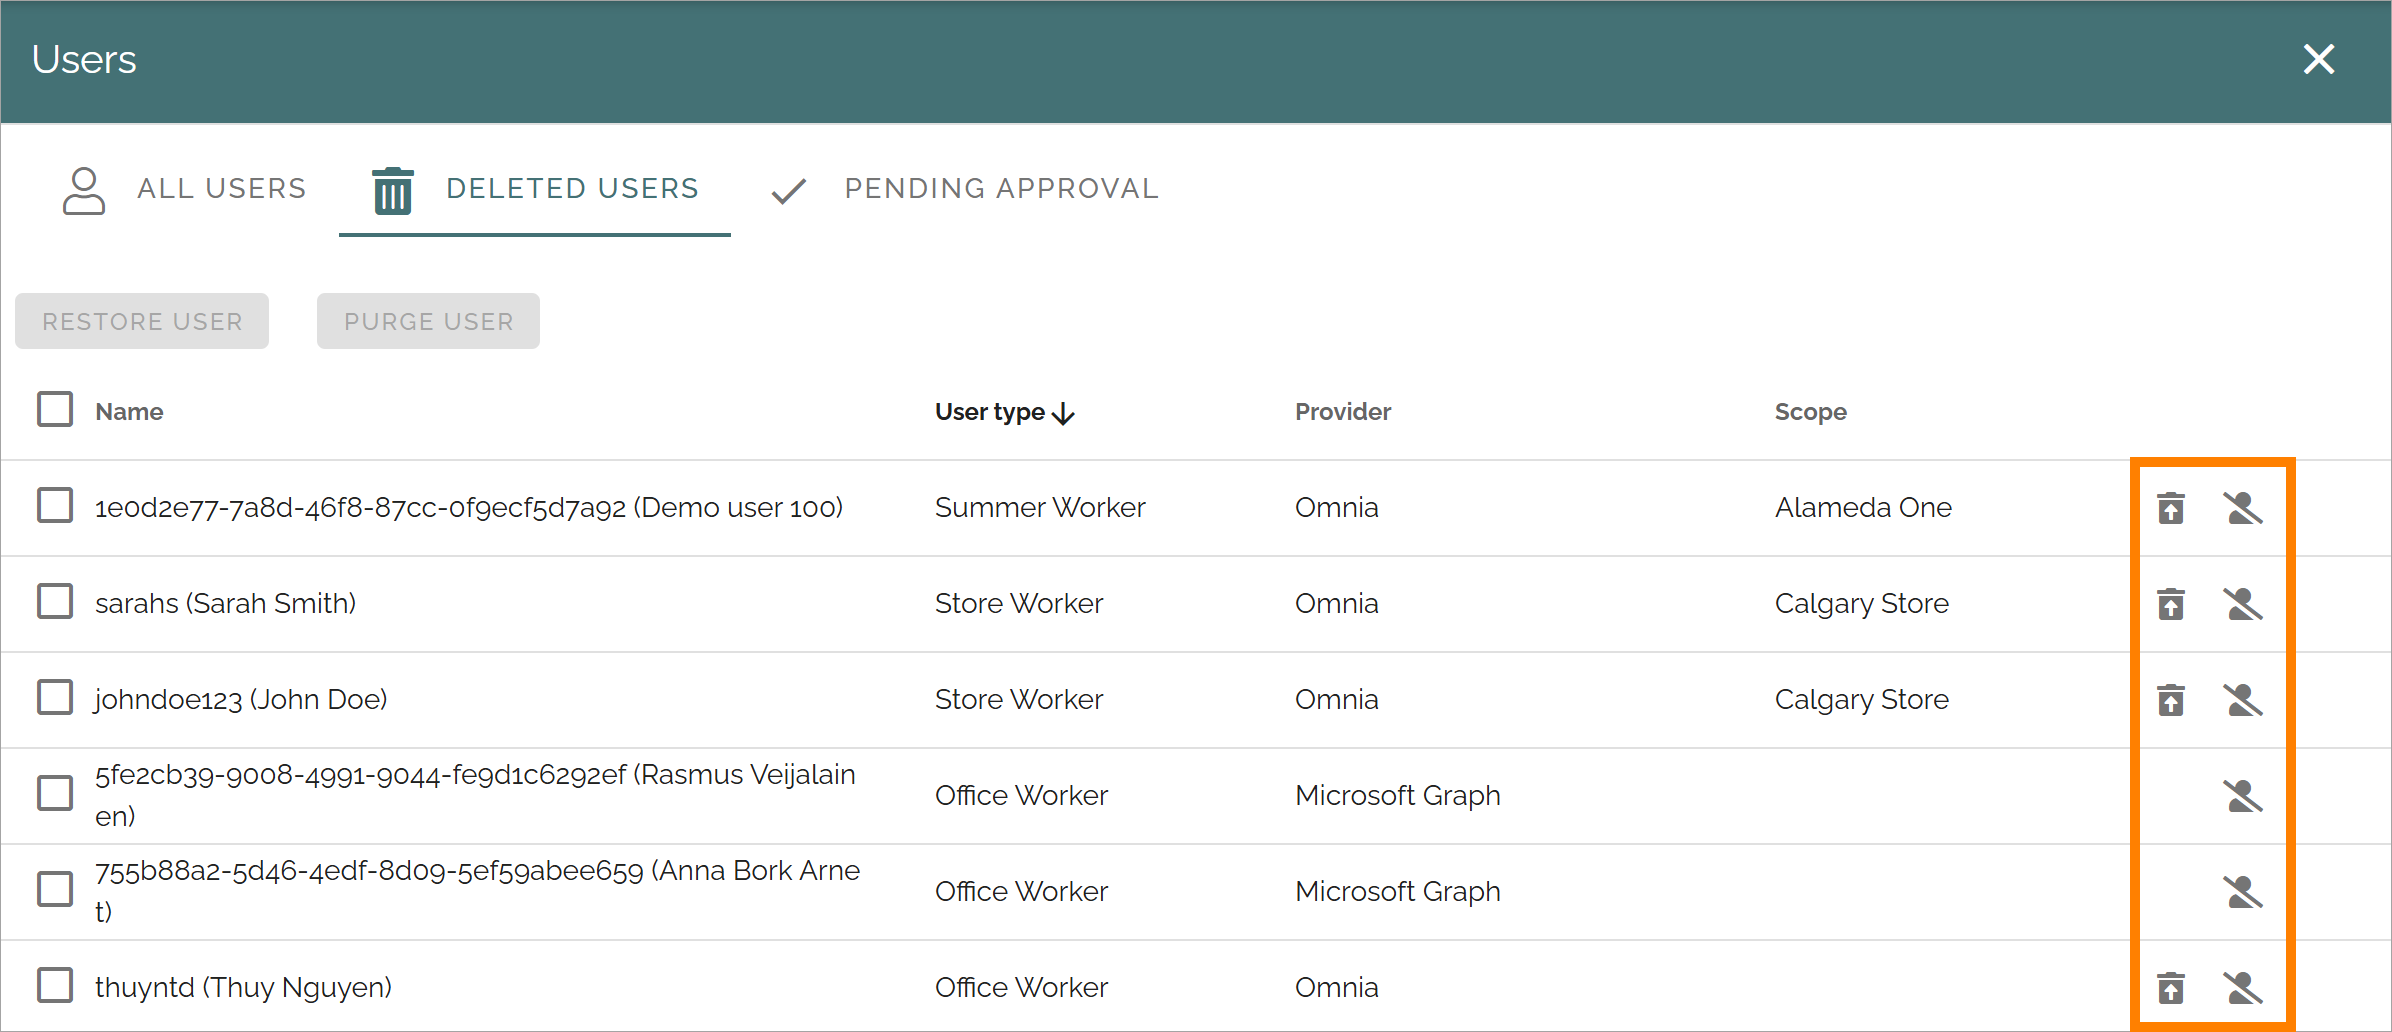 Users
ALL USERS DELETED USERS PENDING APPROVAL
RESTORE USER PURGE USER
Name User type Provider Scope
1e0d2e77-7a8d-46f8-87cc-0f9ecf5d7a92 (Demo user 100) Summer Worker Omnia Alameda One
sarahs (Sarah Smith) Store Worker Omnia Calgary Store
johndoe123 (John Doe) Store Worker Omnia Calgary Store
5fe2cb39-9008-4991-9044-fe9d1c6292ef (Rasmus Veijalain
en) Office Worker Microsoft Graph
755b88a2-5d46-4edf-8d09-5ef59abee659 (Anna Bork Arne
t) Office Worker Microsoft Graph
thuyntd (Thuy Nguyen) Office Worker Omnia